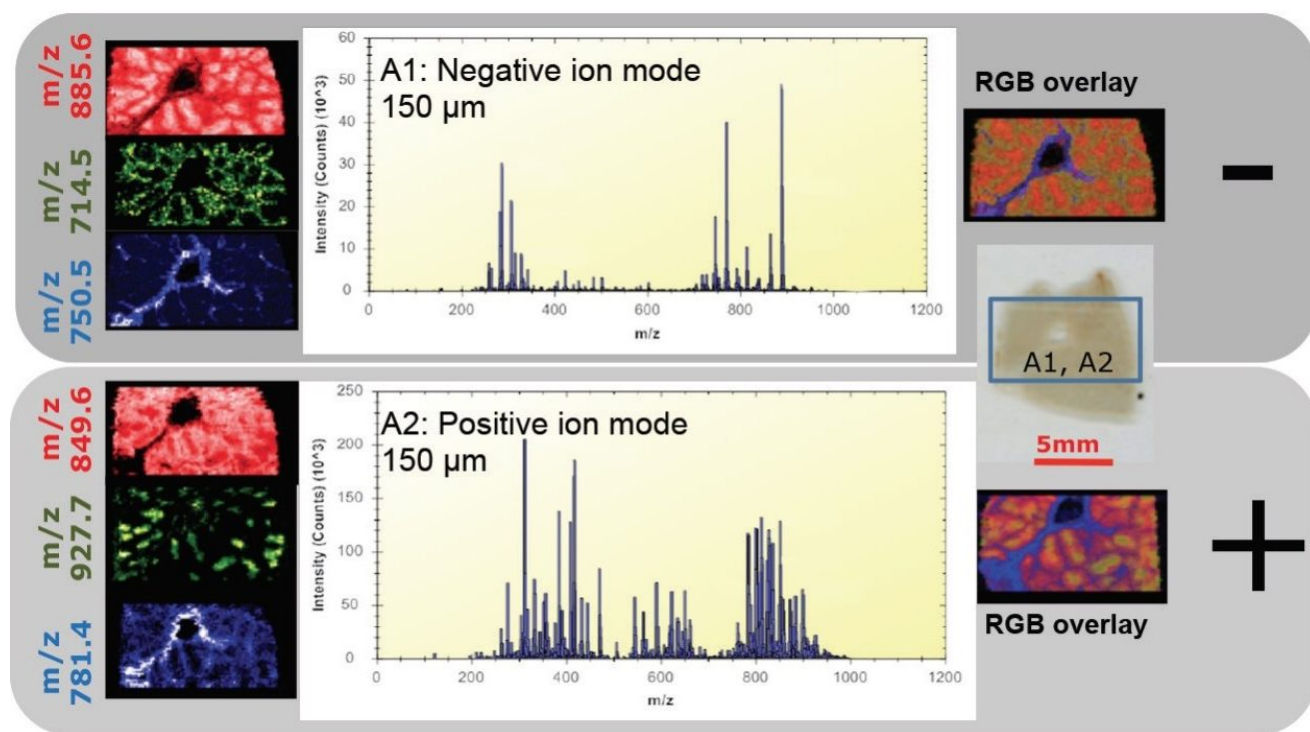 m/z
885.6
m/z
714.5
m/z
750.5
A1: Negative ion mode
150 µm
60
50
40
30
20
10
0
Intensity (Counts) (10^3)
0 200 400 600 800 1000 1200
m/z
RGB overlay
-
A1, A2
5mm
m/z
849.6
m/z
927.7
m/z
781.4
A2: Positive ion mode
150 µm
250
200
150
100
50
0
Intensity (Counts) (10^3)
0 200 400 600 800 1000 1200
m/z
RGB overlay
+